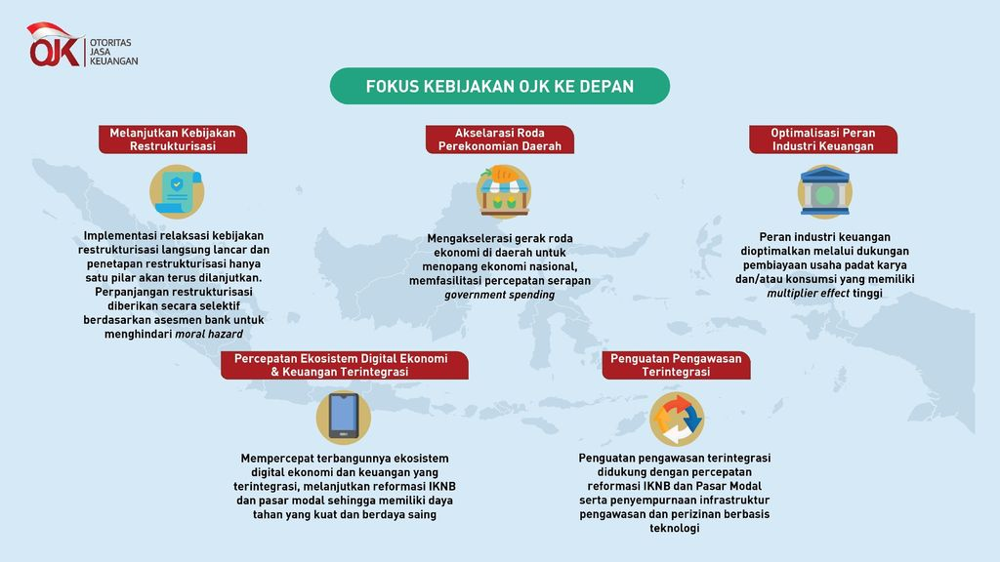 OJK
OTORITAS
JASA
KEUANGAN
FOKUS KEBIJAKAN OJK KE DEPAN
Melanjutkan Kebijakan
Restrukturisasi
Implementasi relaksasi kebijakan
restrukturisasi langsung lancar dan
penetapan restrukturisasi hanya
satu pilar akan terus dilanjutkan.
Perpanjangan restrukturisasi
diberikan secara selektif
berdasarkan asesmen bank untuk
menghindari moral hazard
Akselarasi Roda
Perekonomian Daerah
Mengakselerasi gerak roda
ekonomi di daerah untuk
menopang ekonomi nasional,
memfasilitasi percepatan serapan
government spending
Optimalisasi Peran
Industri Keuangan
Peran industri keuangan
dioptimalkan melalui dukungan
pembiayaan usaha padat karya
dan/atau konsumsi yang memiliki
multiplier effect tinggi
Percepatan Ekosistem Digital Ekonomi
& Keuangan Terintegrasi
Mempercepat terbangunnya ekosistem
digital ekonomi dan keuangan yang
terintegrasi, melanjutkan reformasi IKNB
dan pasar modal sehingga memiliki daya
tahan yang kuat dan berdaya saing
Penguatan Pengawasan
Terintegrasi
Penguatan pengawasan terintegrasi
didukung dengan percepatan
reformasi IKNB dan Pasar Modal
serta penyempurnaan infrastruktur
pengawasan dan perizinan berbasis
teknologi